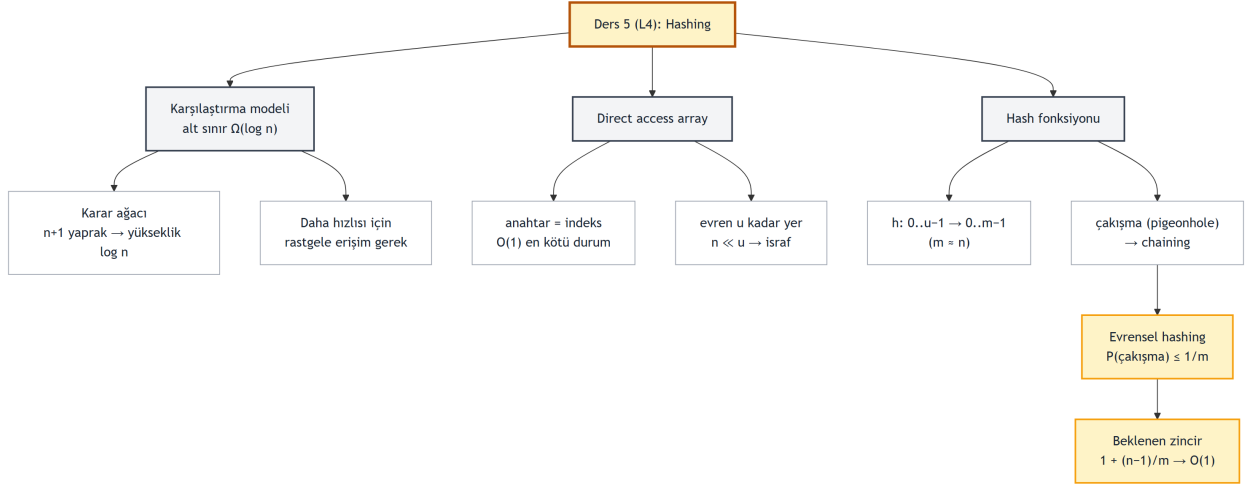 Ders 5 (L4): Hashing
Karşılaştırma modeli
alt sınır Ω(log n)
Direct access array
Hash fonksiyonu
Karar ağacı
n+1 yaprak → yükseklik
log n
Daha hızlısı için
rastgele erişim gerek
anahtar = indeks
O(1) en kötü durum
evren u kadar yer
n ≪ u → israf
h: 0..u−1 → 0..m−1
(m ≈ n)
çakışma (pigeonhole)
→ chaining
Evrensel hashing
P(çakışma) ≤ 1/m
Beklenen zincir
1 + (n−1)/m → O(1)